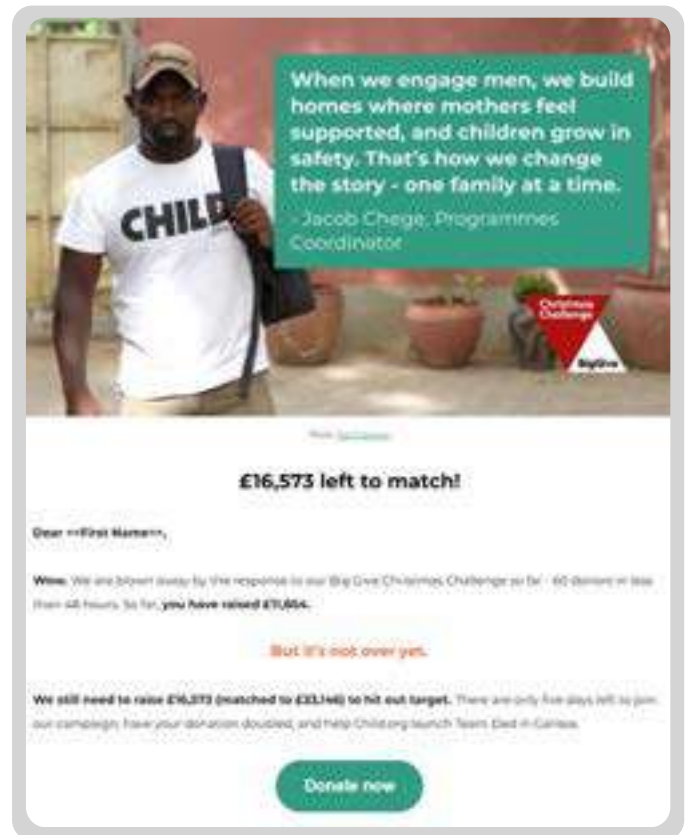 When we engage men, we build
homes where mothers feel
supported, and children grow in
safety. That's how we change
the story - one family at a time.
- Jacob Chege, Programmes
Coordinator
CHILD
Christmas
Challenge
BigGive
£16,573 left to match!
Dear <<First Name>>,
Wow. We are blown away by the response to our Big Give Christmas Challenge so far - 60 donors in less
than 48 hours. So far, you have raised
But it's not over yet.
We still need to raise £16,573 (matched to £33,146) to hit out target. There are only five days left to join
our campaign, have your donation doubled, and help Child.org launch Team Dad in
Donate now